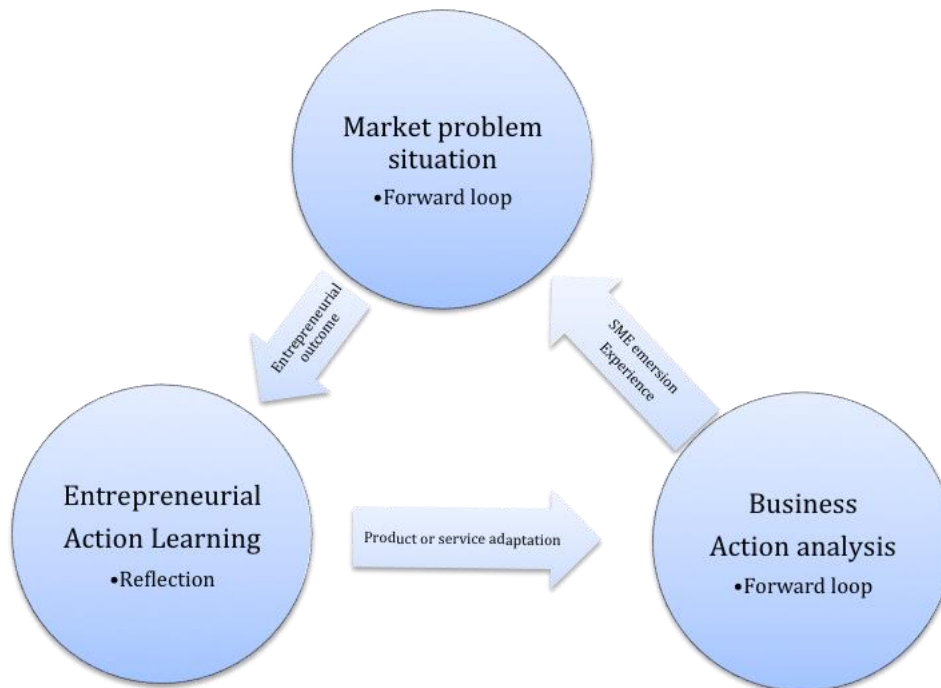 Market problem
situation
•Forward loop
Entrepreneurial
outcome
SME emersion
Experience
Entrepreneurial
Action Learning
•Reflection
Product or service adaptation
Business
Action analysis
•Forward loop